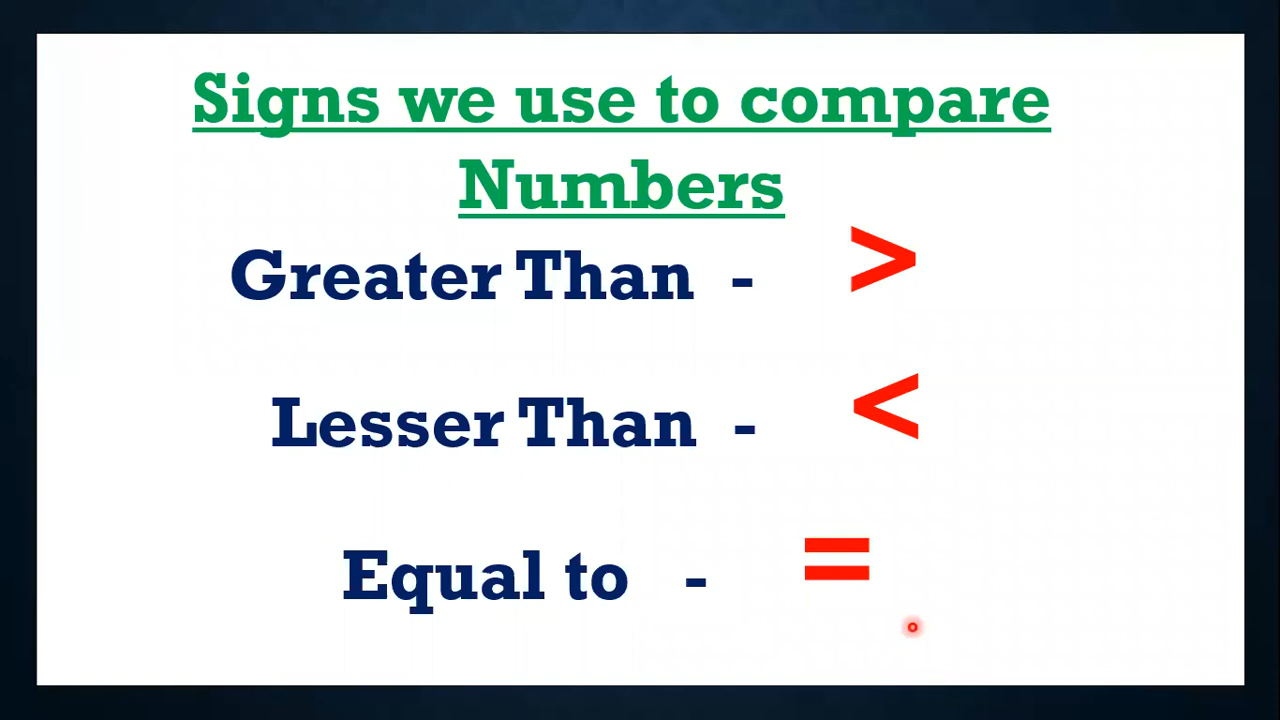 Signs we use to compare
Numbers
Greater Than - >
Lesser Than - <
Equal to - =